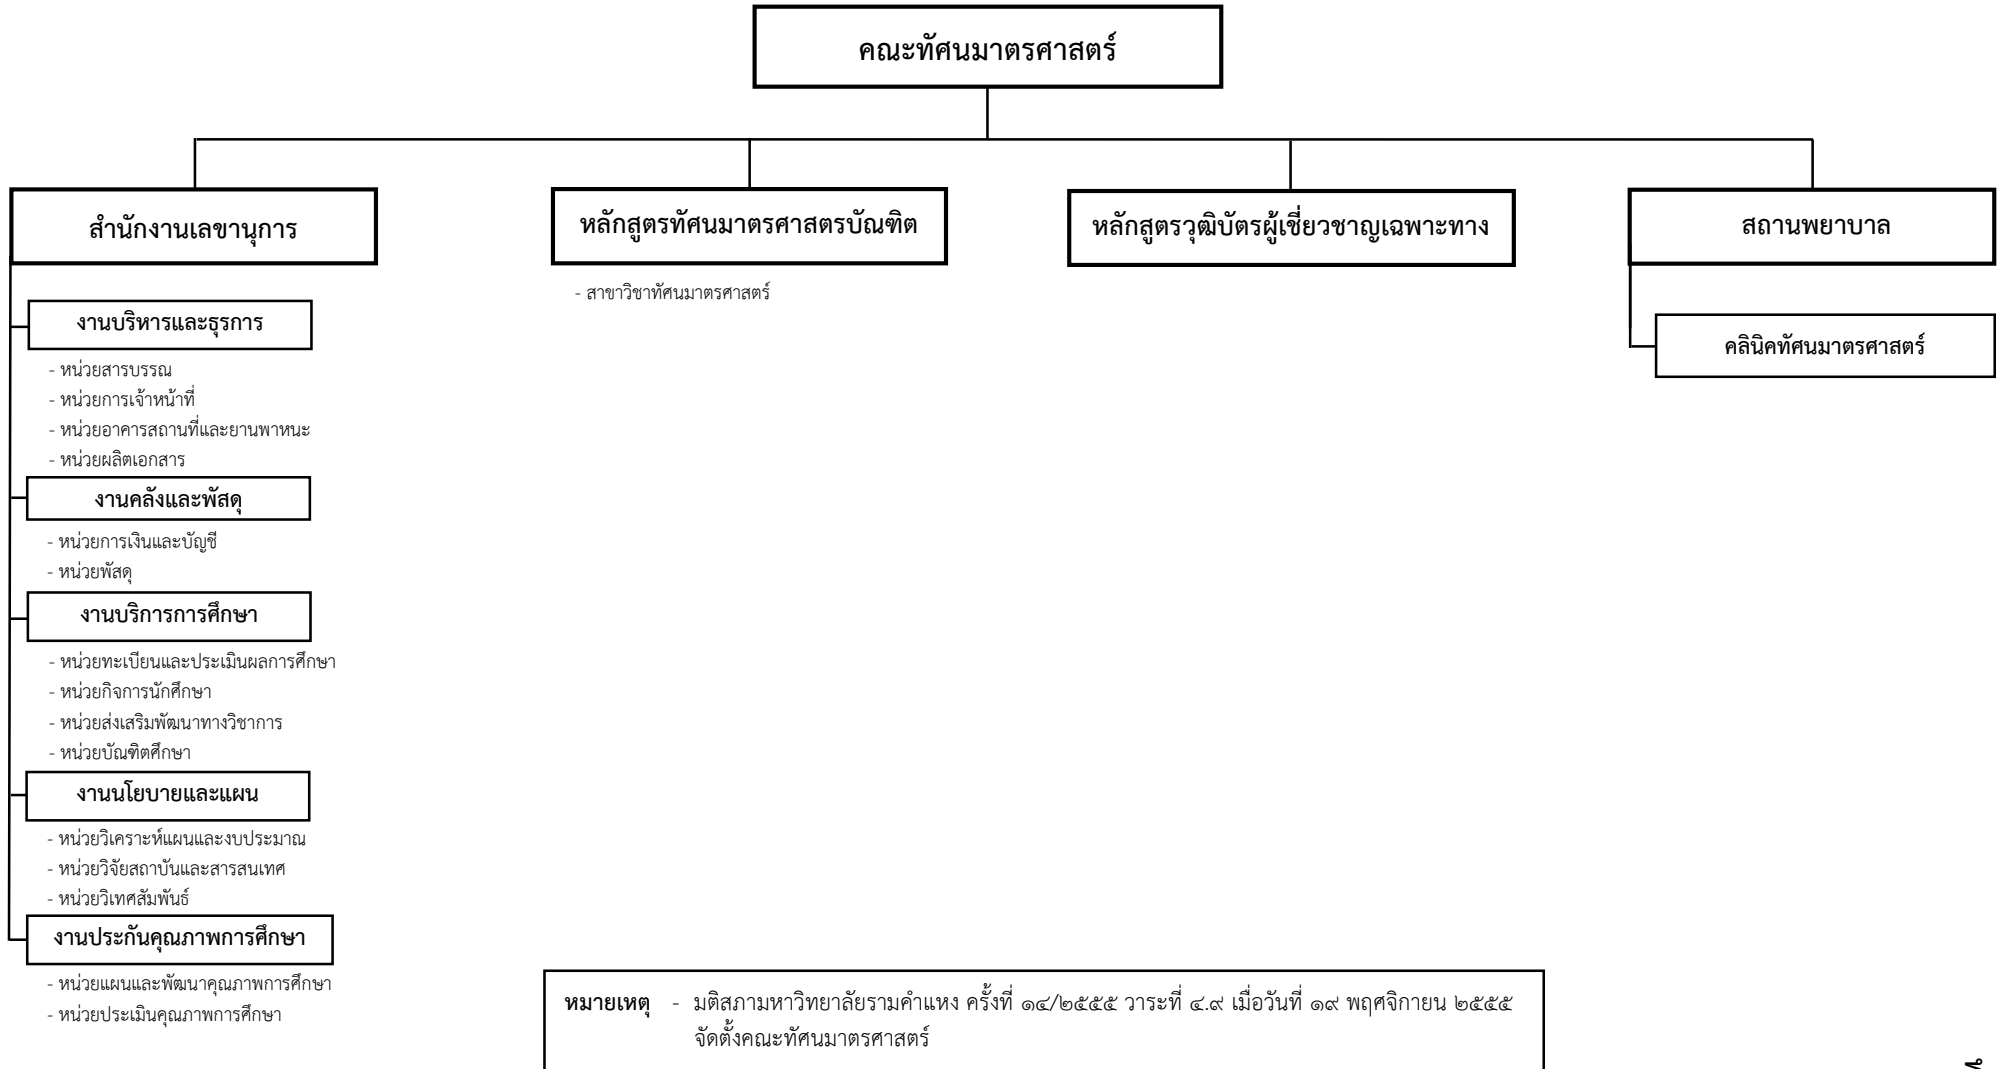 คณะทัศนมาตรศาสตร์
สำนักงานเลขานุการ
หลักสูตรทัศนมาตรศาสตรบัณฑิต
หลักสูตรวุฒิบัตรผู้เชี่ยวชาญเฉพาะทาง
สถานพยาบาล
- สาขาวิชาทัศนมาตรศาสตร์
คลินิกทัศนมาตรศาสตร์
งานบริหารและธุรการ
- หน่วยสารบรรณ
- หน่วยการเจ้าหน้าที่
- หน่วยอาคารสถานที่และยานพาหนะ
- หน่วยผลิตเอกสาร
งานคลังและพัสดุ
- หน่วยการเงินและบัญชี
- หน่วยพัสดุ
งานบริการการศึกษา
- หน่วยทะเบียนและประเมินผลการศึกษา
- หน่วยกิจการนักศึกษา
- หน่วยส่งเสริมพัฒนาทางวิชาการ
- หน่วยบัณฑิตศึกษา
งานนโยบายและแผน
- หน่วยวิเคราะห์แผนและงบประมาณ
- หน่วยวิจัยสถาบันและสารสนเทศ
- หน่วยวิเทศสัมพันธ์
งานประกันคุณภาพการศึกษา
- หน่วยแผนและพัฒนาคุณภาพการศึกษา
- หน่วยประเมินคุณภาพการศึกษา
หมายเหตุ - มติสภามหาวิทยาลัยรามคำแหง ครั้งที่ ๑๔/๒๕๕๕ วาระที่ ๔.๙ เมื่อวันที่ ๑๙ พฤศจิกายน ๒๕๕๕
จัดตั้งคณะทัศนมาตรศาสตร์